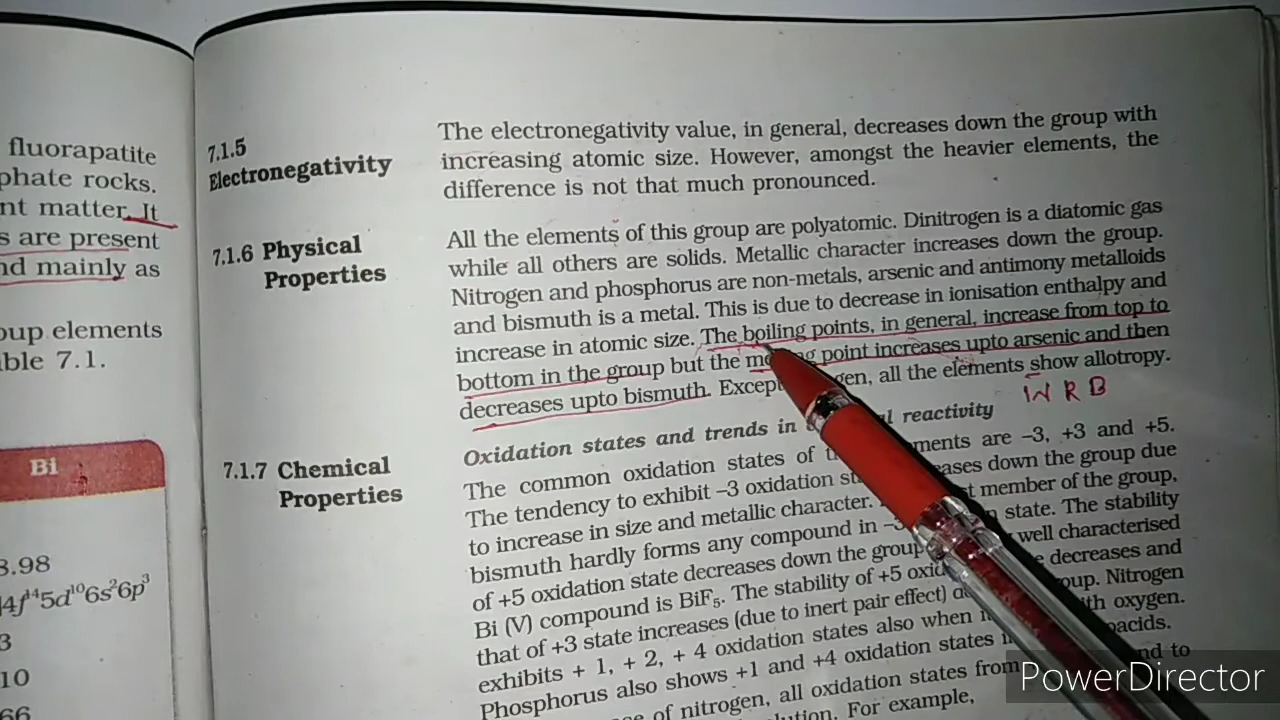 fluorapatite
phate rocks.
nt matter. It
s are present
nd mainly as
oup elements
ble 7.1.
Bi
3.98
4f¹⁴5d¹⁰6s²6p³
3
10
66
7.1.5
Electronegativity
The electronegativity value, in general, decreases down the group with
increasing atomic size. However, amongst the heavier elements, the
difference is not that much pronounced.
7.1.6 Physical
Properties
All the elements of this group are polyatomic. Dinitrogen is a diatomic gas
while all others are solids. Metallic character increases down the group.
Nitrogen and phosphorus are non-metals, arsenic and antimony metalloids
and bismuth is a metal. This is due to decrease in ionisation enthalpy and
increase in atomic size. The boiling points, in general, increase from top to
bottom in the group but the point increases upto arsenic and then
decreases upto bismuth. Except gen, all the elements show allotropy.
W R B
7.1.7 Chemical
Properties
Oxidation states and trends in l reactivity
The common oxidation states of ments are –3, +3 and +5.
The tendency to exhibit –3 oxidation st eases down the group due
to increase in size and metallic character. t member of the group,
bismuth hardly forms any compound in –3 state. The stability
of +5 oxidation state decreases down the group. well characterised
Bi (V) compound is BiF₅. The stability of +5 oxid decreases and
that of +3 state increases (due to inert pair effect) d oup. Nitrogen
exhibits + 1, + 2, + 4 oxidation states also when i ith oxygen.
Phosphorus also shows +1 and +4 oxidation states i oacids.
e of nitrogen, all oxidation states from nd to
lution. For example,
PowerDirector